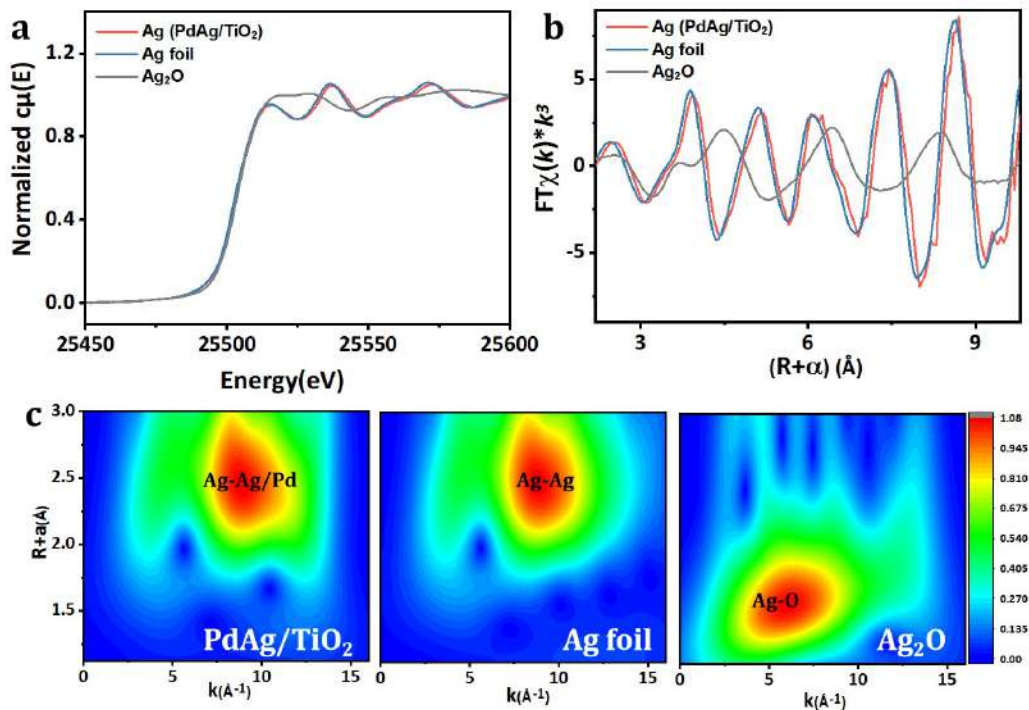 a
Ag (PdAg/TiO₂)
Ag foil
Ag₂O
Normalized cμ(E)
1.2
0.8
0.4
0.0
25450
25500
25550
25600
Energy(eV)
b
Ag (PdAg/TiO₂)
Ag foil
Ag₂O
FTχ(k)*k³
5
0
-5
3
6
9
(R+α) (Å)
c
R+a(Å)
3.0
2.5
2.0
1.5
Ag-Ag/Pd
PdAg/TiO₂
0
5
10
15
k(Å⁻¹)
Ag-Ag
Ag foil
0
5
10
15
k(Å⁻¹)
Ag-O
Ag₂O
0
5
10
15
k(Å⁻¹)
1.08
0.945
0.810
0.675
0.540
0.405
0.270
0.135
0.00